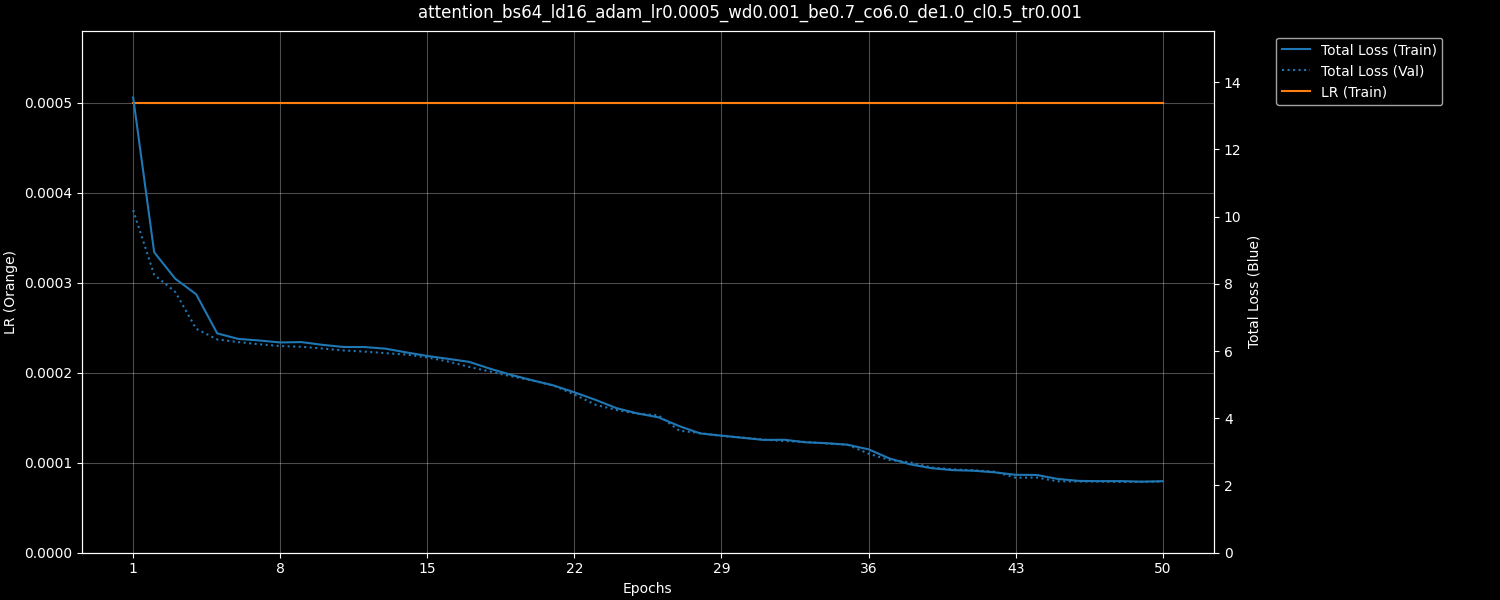 attention_bs64_ld16_adam_lr0.0005_wd0.001_be0.7_co6.0_de1.0_cl0.5_tr0.001
Total Loss (Train)
Total Loss (Val)
LR (Train)
LR (Orange)
0.0005
0.0004
0.0003
0.0002
0.0001
0.0000
14
12
10
8
6
4
2
0
Total Loss (Blue)
1 8 15 22 29 36 43 50
Epochs